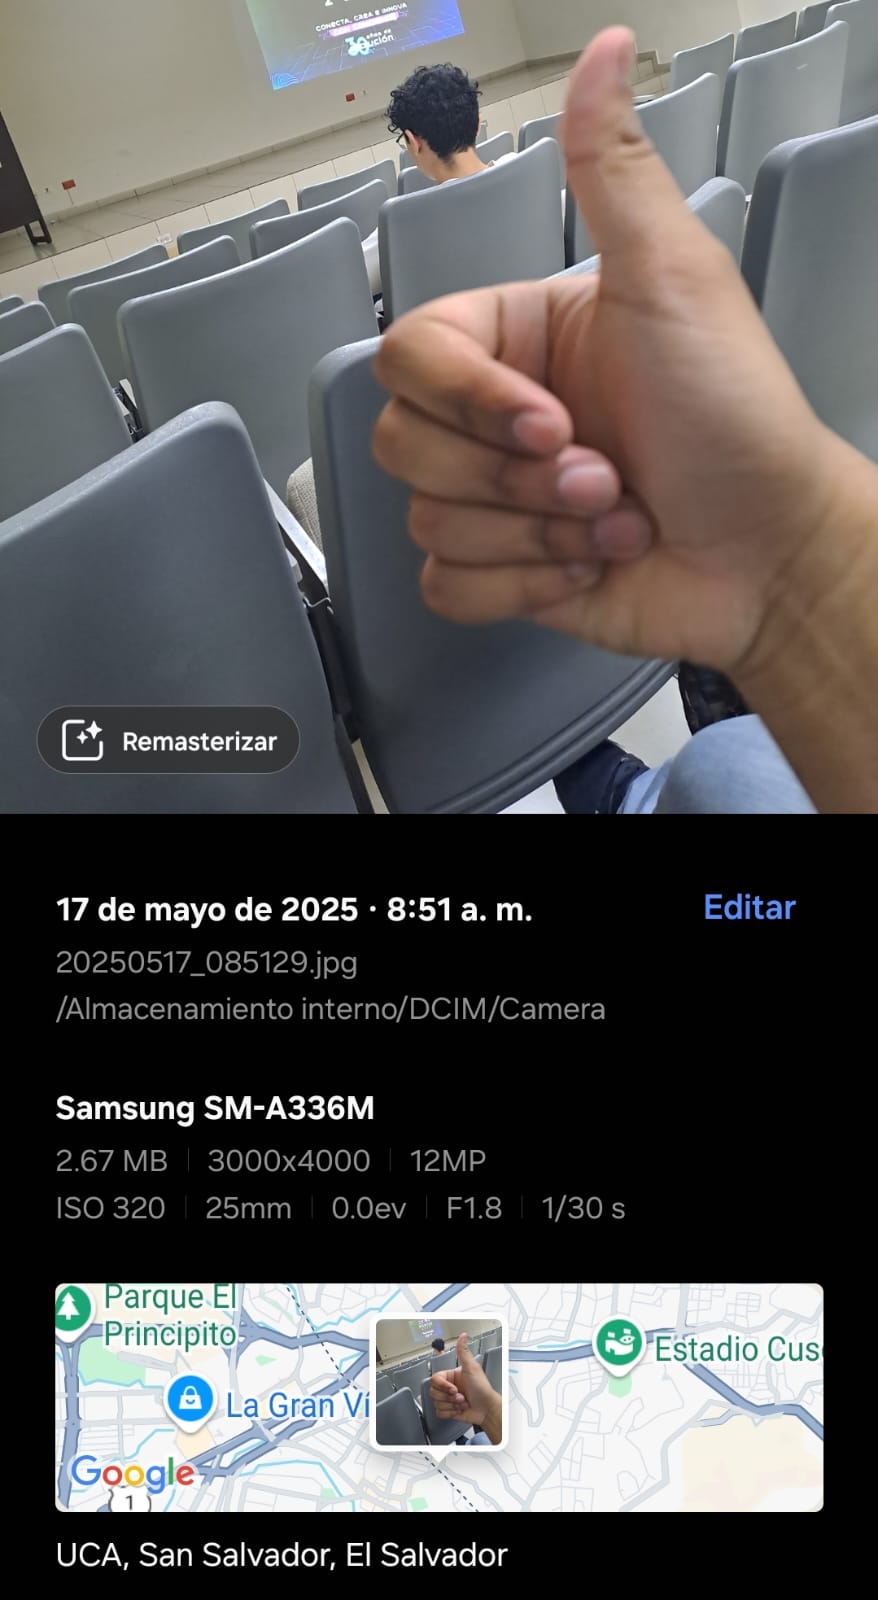 CONECTA, CREA E INNOVA
30 años de
Remasterizar
17 de mayo de 2025 · 8:51 a. m.
Editar
20250517_085129.jpg
/Almacenamiento interno/DCIM/Camera
Samsung SM-A336M
2.67 MB 3000x4000 12MP
ISO 320 25mm 0.0ev F1.8 1/30 s
Parque El
Principito
Estadio Cus
La Gran Ví
Google
1
UCA, San Salvador, El Salvador